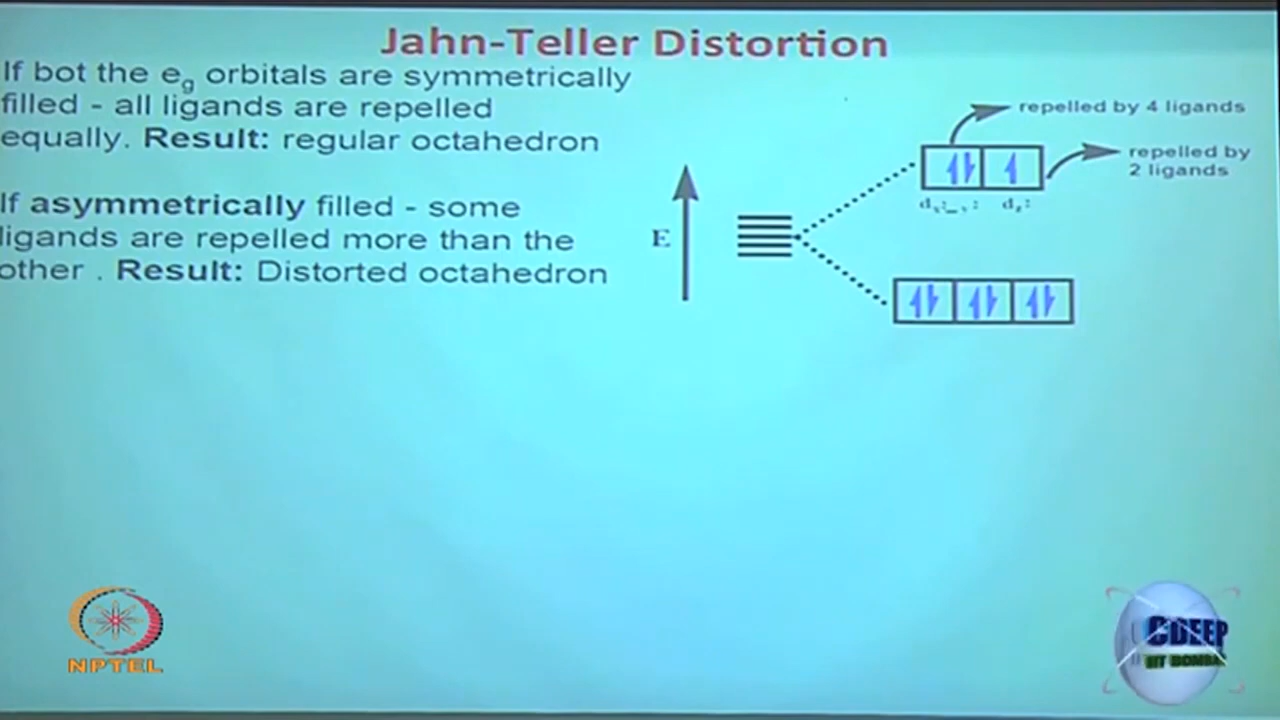 Jahn-Teller Distortion
If bot the eg orbitals are symmetrically
filled - all ligands are repelled
equally. Result: regular octahedron
If asymmetrically filled - some
ligands are repelled more than the
other . Result: Distorted octahedron
repelled by 4 ligands
repelled by
2 ligands
E
NPTEL
CDEEP
IIT BOMBAY